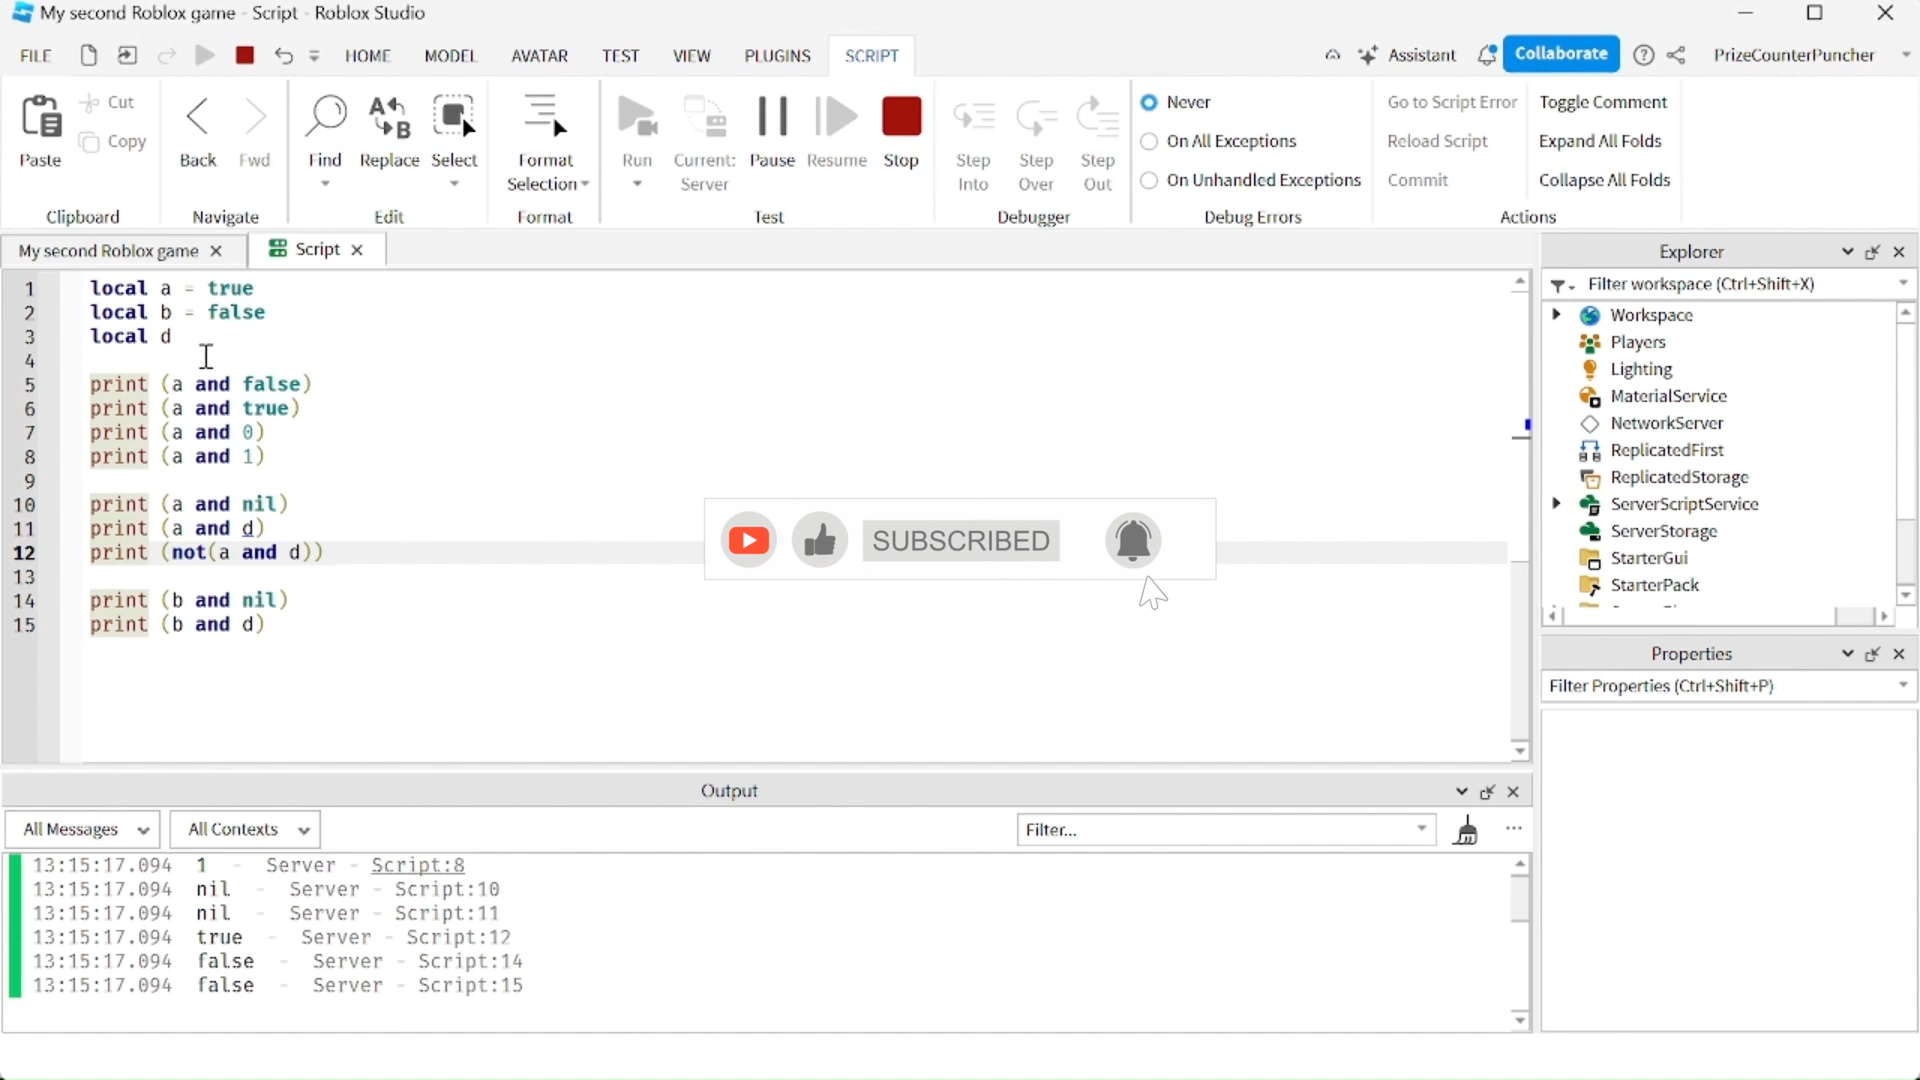 My second Roblox game - Script - Roblox Studio
FILE HOME MODEL AVATAR TEST VIEW PLUGINS SCRIPT Assistant Collaborate PrizeCounterPuncher
Paste Cut Copy
Clipboard
Back Fwd
Navigate
Find Replace Select
Edit
Format Selection
Format
Run Current: Server Pause Resume Stop
Test
Step Into Step Over Step Out
Debugger
Never
On All Exceptions
On Unhandled Exceptions
Debug Errors
Go to Script Error Toggle Comment
Reload Script Expand All Folds
Commit Collapse All Folds
Actions
My second Roblox game Script
1 local a = true
2 local b = false
3 local d
4
5 print (a and false)
6 print (a and true)
7 print (a and 0)
8 print (a and 1)
9
10 print (a and nil)
11 print (a and d)
12 print (not(a and d))
13
14 print (b and nil)
15 print (b and d)
SUBSCRIBED
Explorer
Filter workspace (Ctrl+Shift+X)
Workspace
Players
Lighting
MaterialService
NetworkServer
ReplicatedFirst
ReplicatedStorage
ServerScriptService
ServerStorage
StarterGui
StarterPack
Properties
Filter Properties (Ctrl+Shift+P)
Output
All Messages All Contexts Filter...
13:15:17.094 1 - Server - Script:8
13:15:17.094 nil - Server - Script:10
13:15:17.094 nil - Server - Script:11
13:15:17.094 true - Server - Script:12
13:15:17.094 false - Server - Script:14
13:15:17.094 false - Server - Script:15